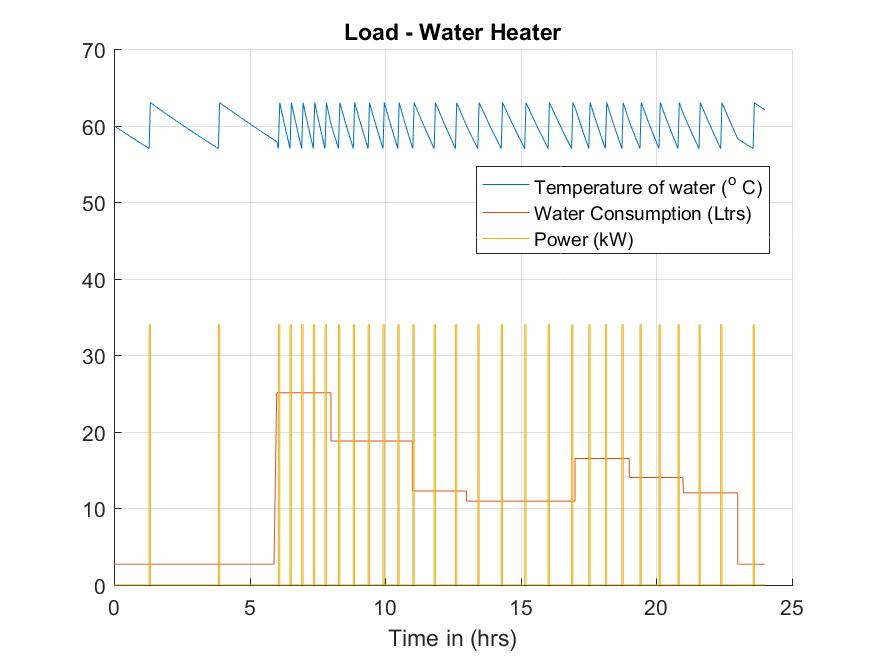 Load - Water Heater
70
60
50
40
30
20
10
0
Temperature of water (° C)
Water Consumption (Ltrs)
Power (kW)
0 5 10 15 20 25
Time in (hrs)